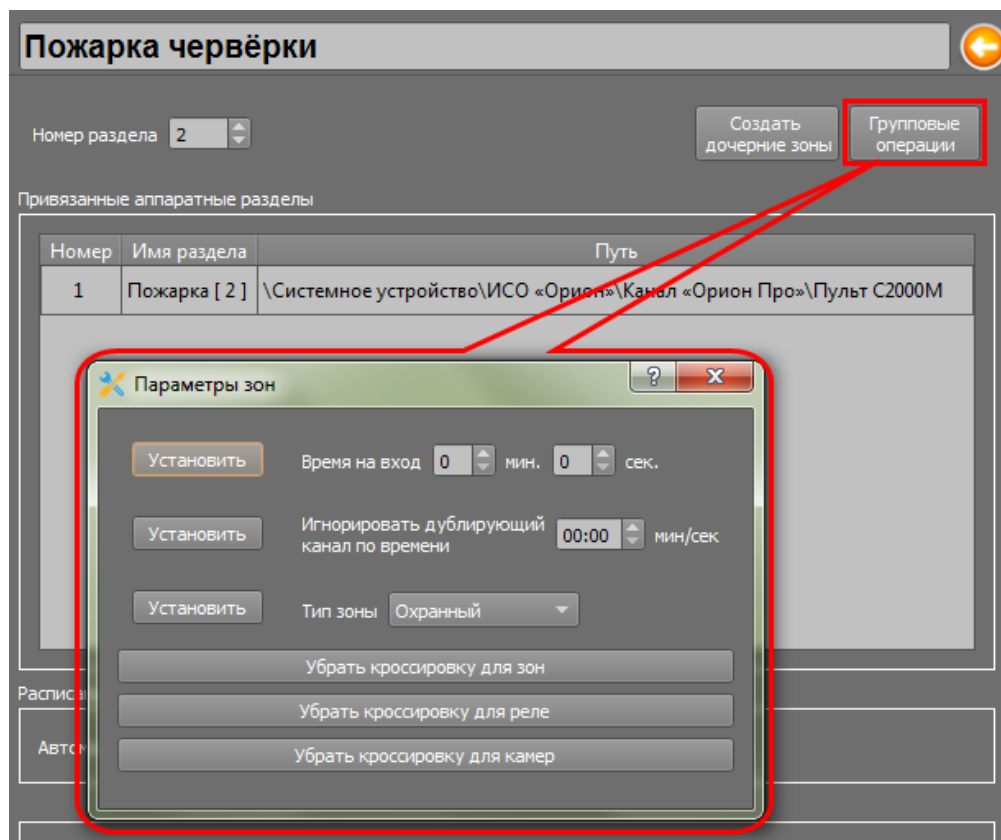 Пожарка червёрки
Номер раздела 2
Создать
дочерние зоны
Групповые
операции
Привязанные аппаратные разделы
Номер Имя раздела Путь
1 Пожарка [ 2 ] \Системное устройство\ИСО «Орион»\Канал «Орион Про»\Пульт С2000М
Параметры зон
Установить Время на вход 0 мин. 0 сек.
Установить Игнорировать дублирующий
канал по времени 00:00 мин/сек
Установить Тип зоны Охранный
Убрать кроссировку для зон
Убрать кроссировку для реле
Убрать кроссировку для камер